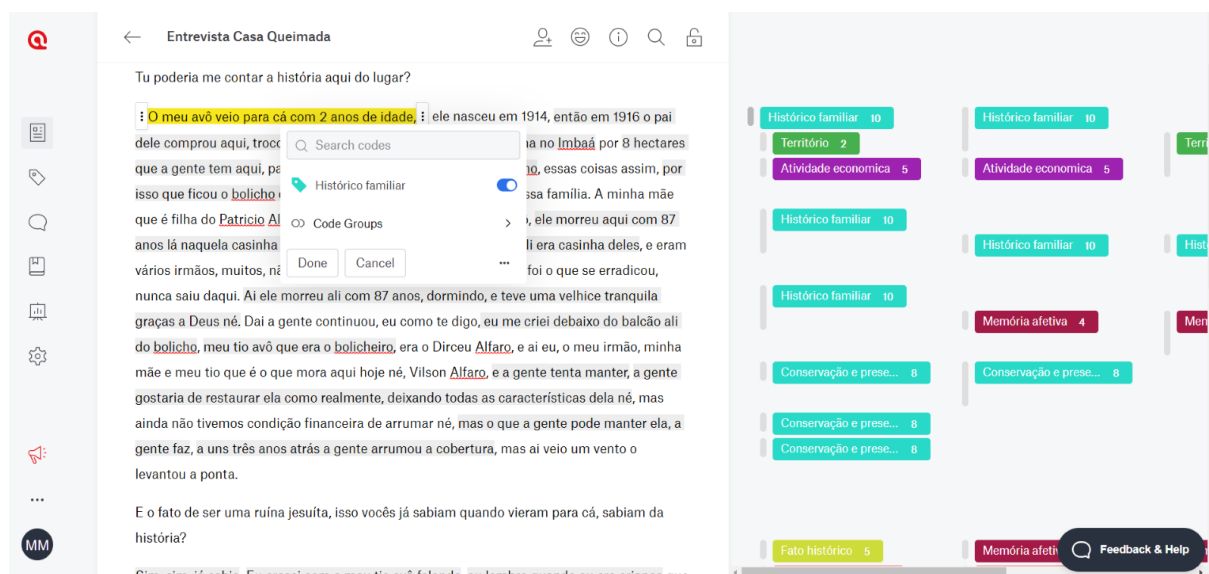 Entrevista Casa Queimada
Tu poderia me contar a história aqui do lugar?
O meu avô veio para cá com 2 anos de idade, ele nasceu em 1914, então em 1916 o pai
dele comprou aqui, na no Imbaá por 8 hectares
que a gente tem aqui, essas coisas assim, por
isso que ficou o bolicho ssa família. A minha mãe
que é filha do Patricio ele morreu aqui com 87
anos lá naquela casinha li era casinha deles, e eram
vários irmãos, muitos, foi o que se erradicou,
nunca saiu daqui. Ai ele morreu ali com 87 anos, dormindo, e teve uma velhice tranquila
graças a Deus né. Dai a gente continuou, eu como te digo, eu me criei debaixo do balcão ali
do bolicho, meu tio avô que era o bolicheiro, era o Dirceu Alfaro, e ai eu, o meu irmão, minha
mãe e meu tio que é o que mora aqui hoje né, Vilson Alfaro, e a gente tenta manter, a gente
gostaria de restaurar ela como realmente, deixando todas as características dela né, mas
ainda não tivemos condição financeira de arrumar né, mas o que a gente pode manter ela, a
gente faz, a uns três anos atrás a gente arrumou a cobertura, mas ai veio um vento o
levantou a ponta.
E o fato de ser uma ruína jesuíta, isso vocês já sabiam quando vieram para cá, sabiam da
história?
Search codes
Histórico familiar
Code Groups
Done Cancel
Histórico familiar 10 Histórico familiar 10
Território 2 Terri
Atividade economica 5 Atividade economica 5
Histórico familiar 10
Histórico familiar 10 Hist
Histórico familiar 10
Memória afetiva 4 Mem
Conservação e prese... 8 Conservação e prese... 8
Conservação e prese... 8
Conservação e prese... 8
Fato histórico 5 Memória afeti
Feedback & Help
MM